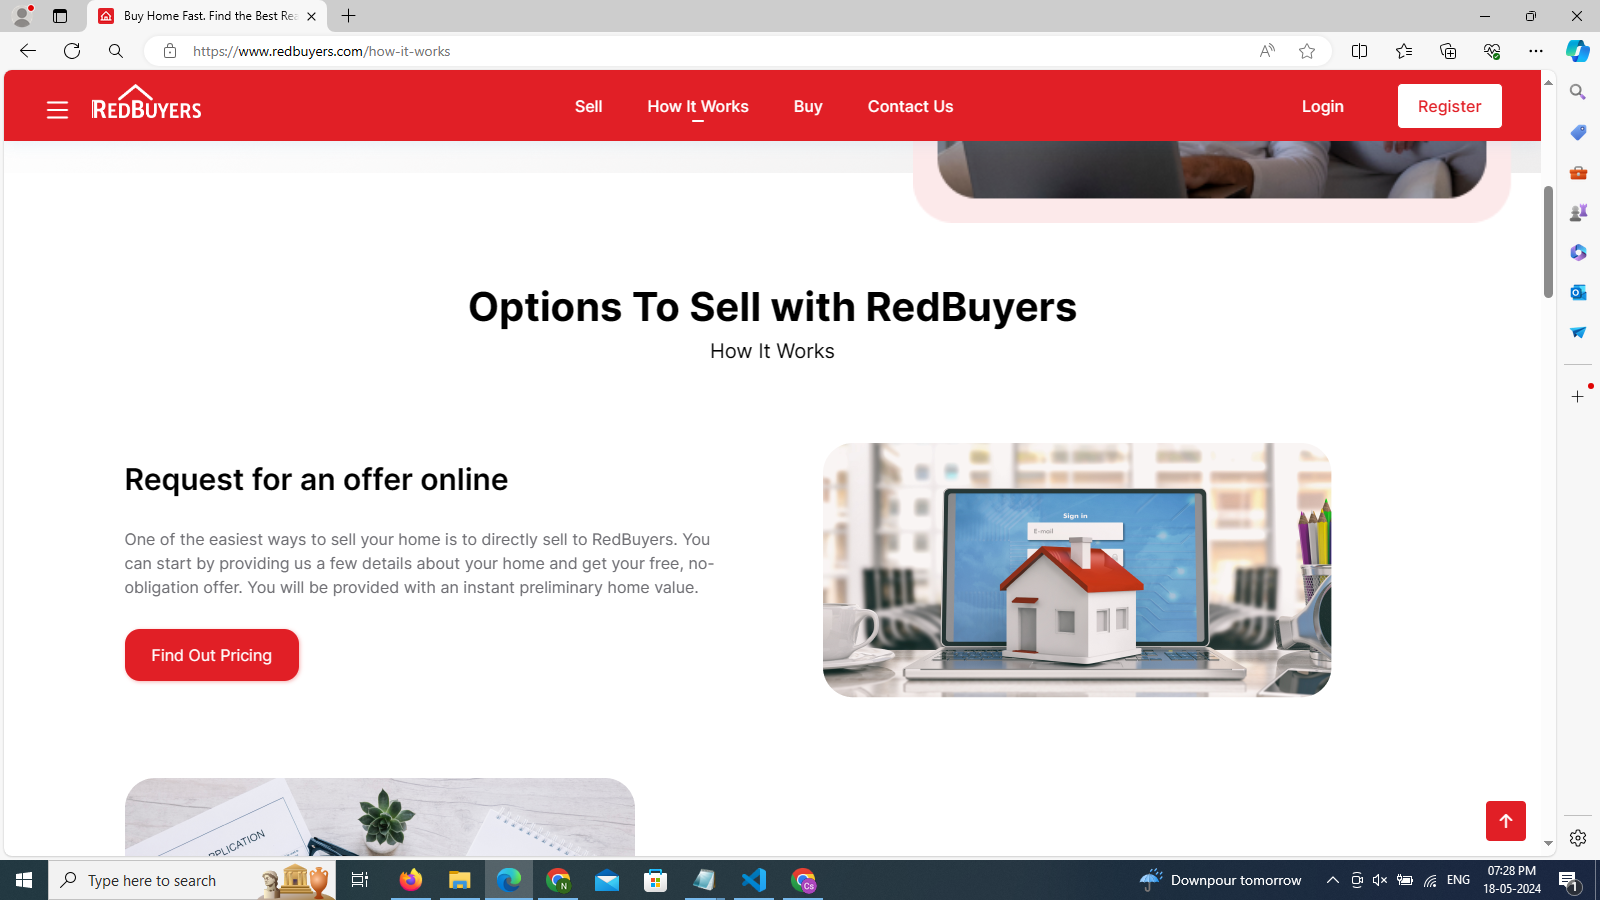 Buy Home Fast. Find the Best Rea
https://www.redbuyers.com/how-it-works
REDBUYERS
Sell
How It Works
Buy
Contact Us
Login
Register
Options To Sell with RedBuyers
How It Works
Request for an offer online
One of the easiest ways to sell your home is to directly sell to RedBuyers. You
can start by providing us a few details about your home and get your free, no-
obligation offer. You will be provided with an instant preliminary home value.
Find Out Pricing
Sign in
E-mail
APPLICATION
Type here to search
N
Cs
Downpour tomorrow
ENG
07:28 PM
18-05-2024
1